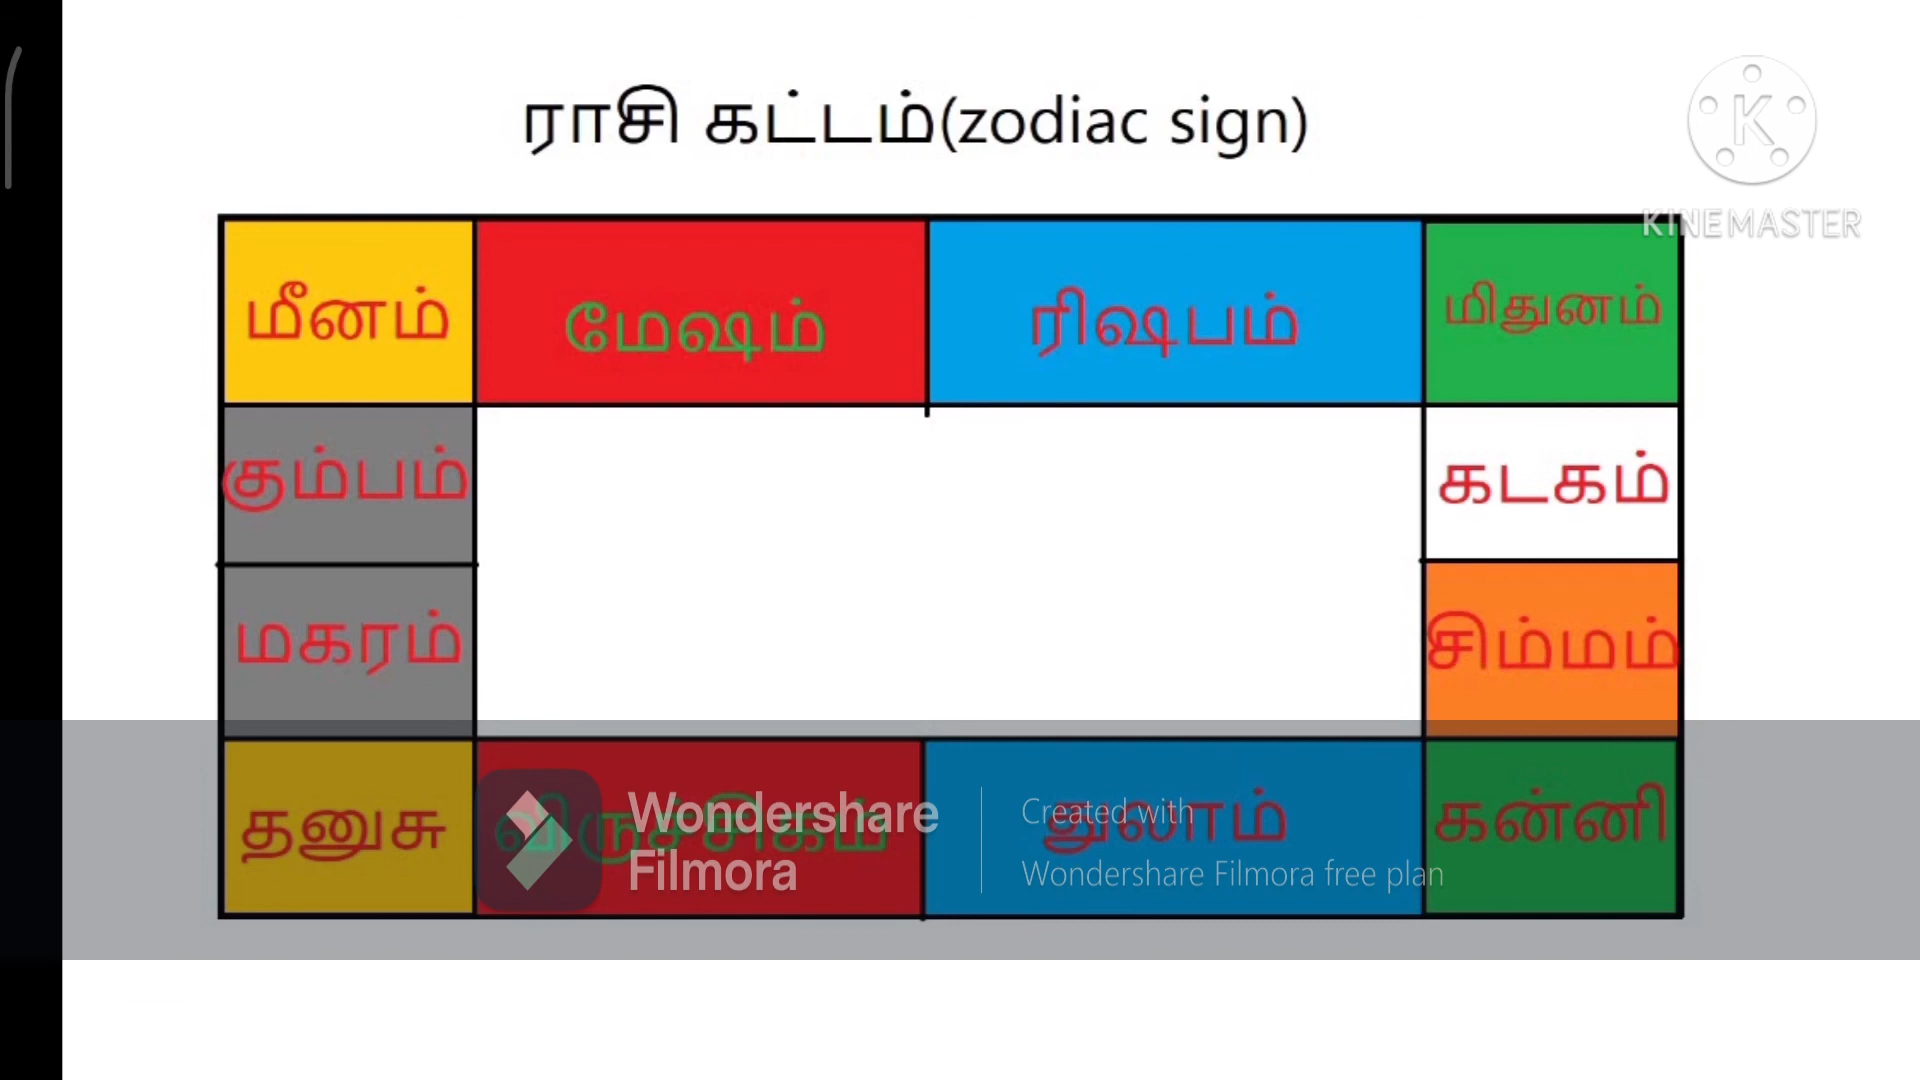 ராசி கட்டம்(zodiac sign)
K
KINEMASTER
மீனம்
மேஷம்
ரிஷபம்
மிதுனம்
கும்பம்
கடகம்
மகரம்
சிம்மம்
தனுசு
விருச்சிகம்
துலாம்
கன்னி
Wondershare
Filmora
Created with
Wondershare Filmora free plan